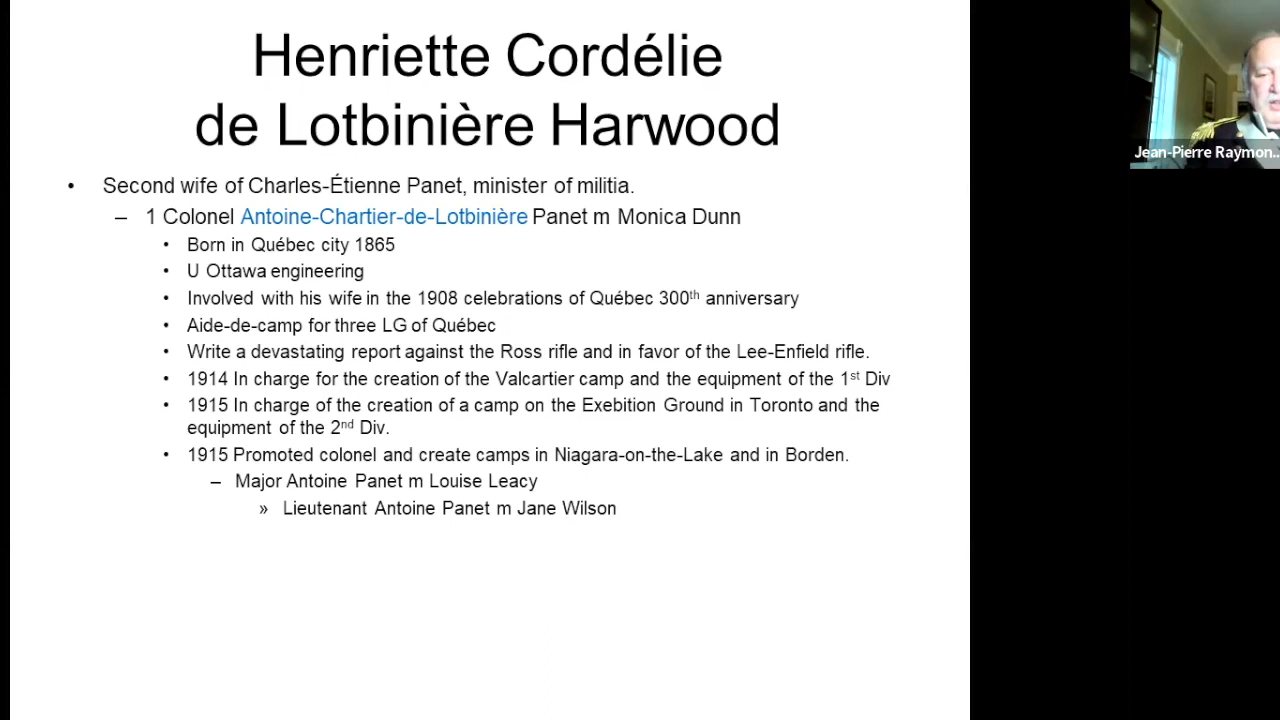 Henriette Cordélie
de Lotbinière Harwood
• Second wife of Charles-Étienne Panet, minister of militia.
– 1 Colonel Antoine-Chartier-de-Lotbinière Panet m Monica Dunn
• Born in Québec city 1865
• U Ottawa engineering
• Involved with his wife in the 1908 celebrations of Québec 300th anniversary
• Aide-de-camp for three LG of Québec
• Write a devastating report against the Ross rifle and in favor of the Lee-Enfield rifle.
• 1914 In charge for the creation of the Valcartier camp and the equipment of the 1st Div
• 1915 In charge of the creation of a camp on the Exebition Ground in Toronto and the
equipment of the 2nd Div.
• 1915 Promoted colonel and create camps in Niagara-on-the-Lake and in Borden.
– Major Antoine Panet m Louise Leacy
» Lieutenant Antoine Panet m Jane Wilson
Jean-Pierre Raymon...